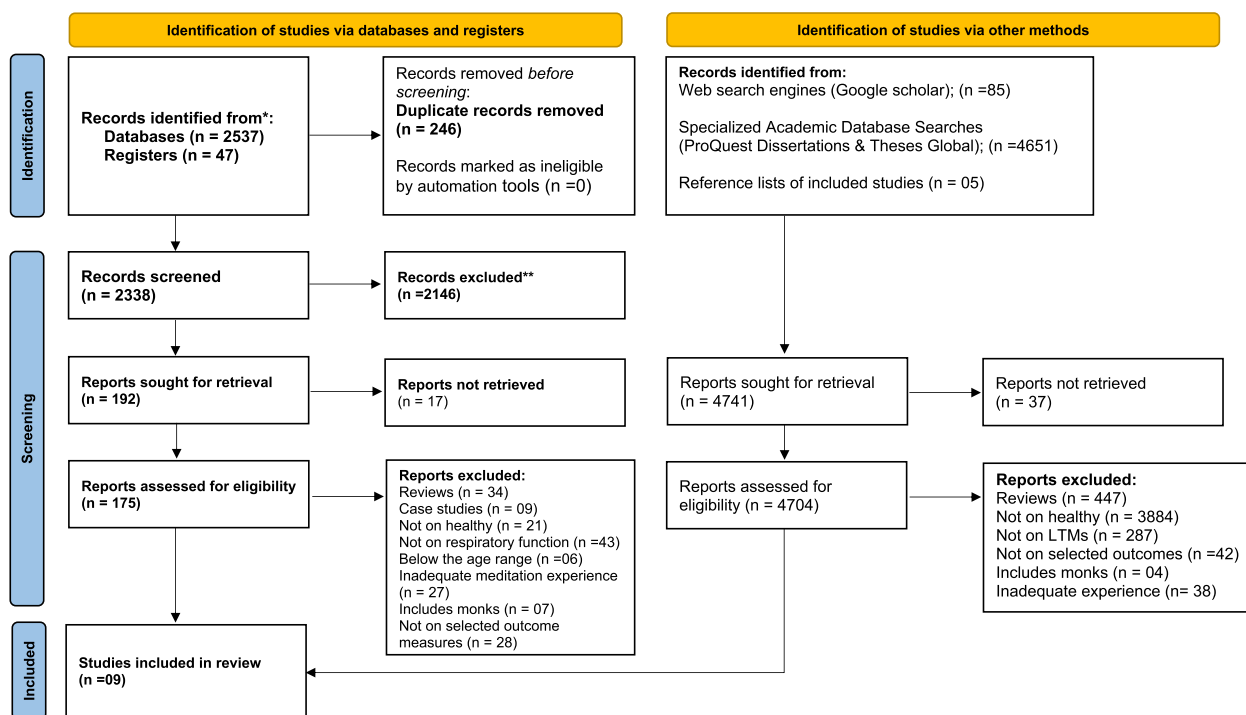 Identification of studies via databases and registers
Identification of studies via other methods
Identification
Records identified from*:
Databases (n = 2537)
Registers (n = 47)
Records removed before
screening:
Duplicate records removed
(n = 246)
Records marked as ineligible
by automation tools (n =0)
Records identified from:
Web search engines (Google scholar); (n =85)
Specialized Academic Database Searches
(ProQuest Dissertations & Theses Global); (n =4651)
Reference lists of included studies (n = 05)
Screening
Records screened
(n = 2338)
Records excluded**
(n =2146)
Reports sought for retrieval
(n = 192)
Reports not retrieved
(n = 17)
Reports sought for retrieval
(n = 4741)
Reports not retrieved
(n = 37)
Reports assessed for eligibility
(n = 175)
Reports excluded:
Reviews (n = 34)
Case studies (n = 09)
Not on healthy (n = 21)
Not on respiratory function (n =43)
Below the age range (n =06)
Inadequate meditation experience
(n = 27)
Includes monks (n = 07)
Not on selected outcome
measures (n = 28)
Reports assessed for
eligibility (n = 4704)
Reports excluded:
Reviews (n = 447)
Not on healthy (n = 3884)
Not on LTMs (n = 287)
Not on selected outcomes (n =42)
Includes monks (n = 04)
Inadequate experience (n= 38)
Included
Studies included in review
(n =09)